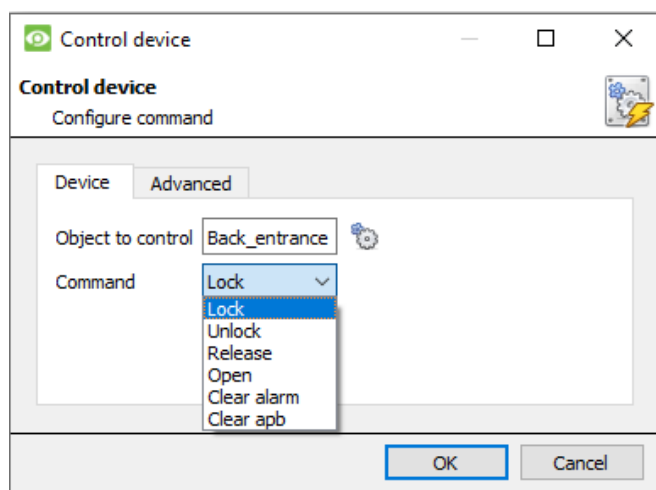 Control device
Control device
Configure command
Device Advanced
Object to control Back_entrance
Command Lock
Lock
Unlock
Release
Open
Clear alarm
Clear apb
OK Cancel